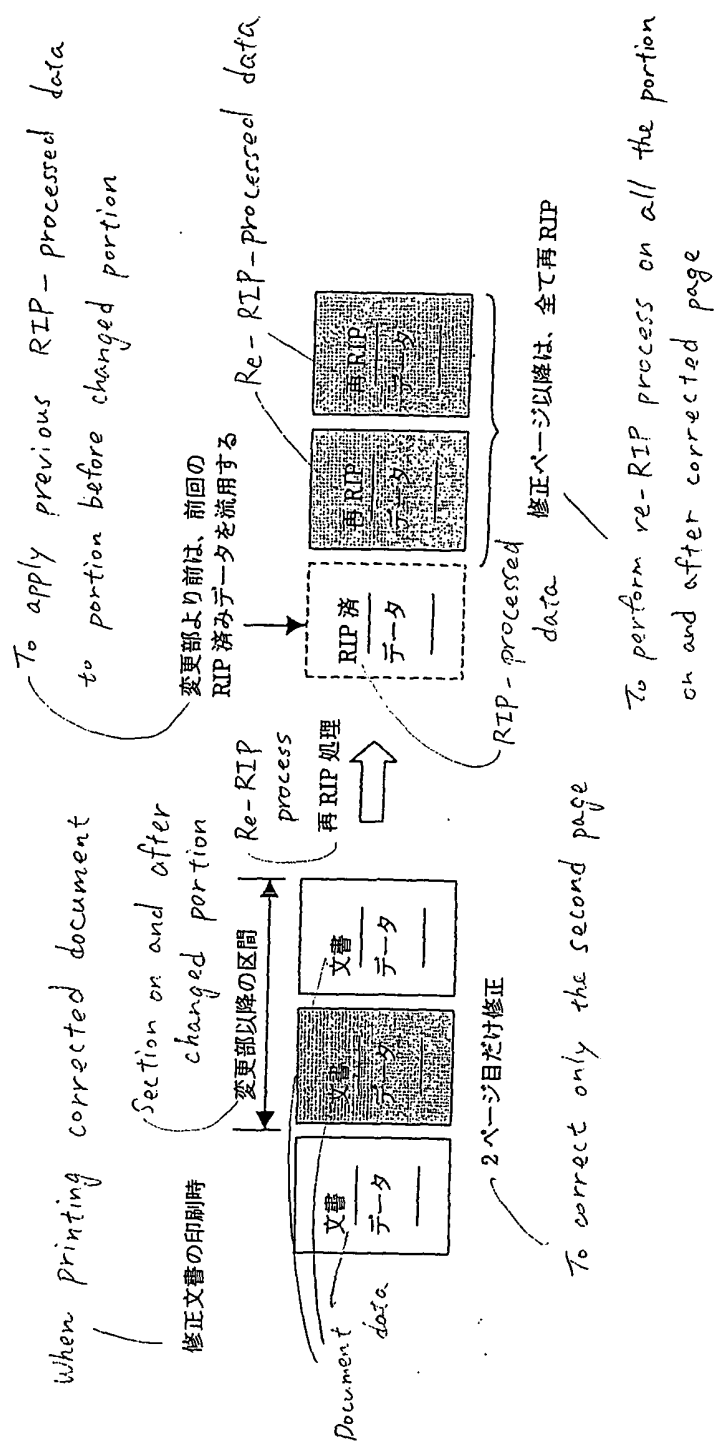 When printing corrected document
修正文書の印刷時
Section on and after
changed portion
変更部以降の区間
文書
データ
文書
データ
文書
データ
Document
data
2ページ目だけ修正
To correct only the second page
Re-RIP
process
再RIP処理
To apply previous RIP-processed data
to portion before changed portion
変更部より前は、前回の
RIP済みデータを流用する
RIP済
データ
再RIP
データ
再RIP
データ
RIP-processed
data
Re-RIP-processed data
修正ページ以降は、全て再RIP
To perform re-RIP process on all the portion
on and after corrected page